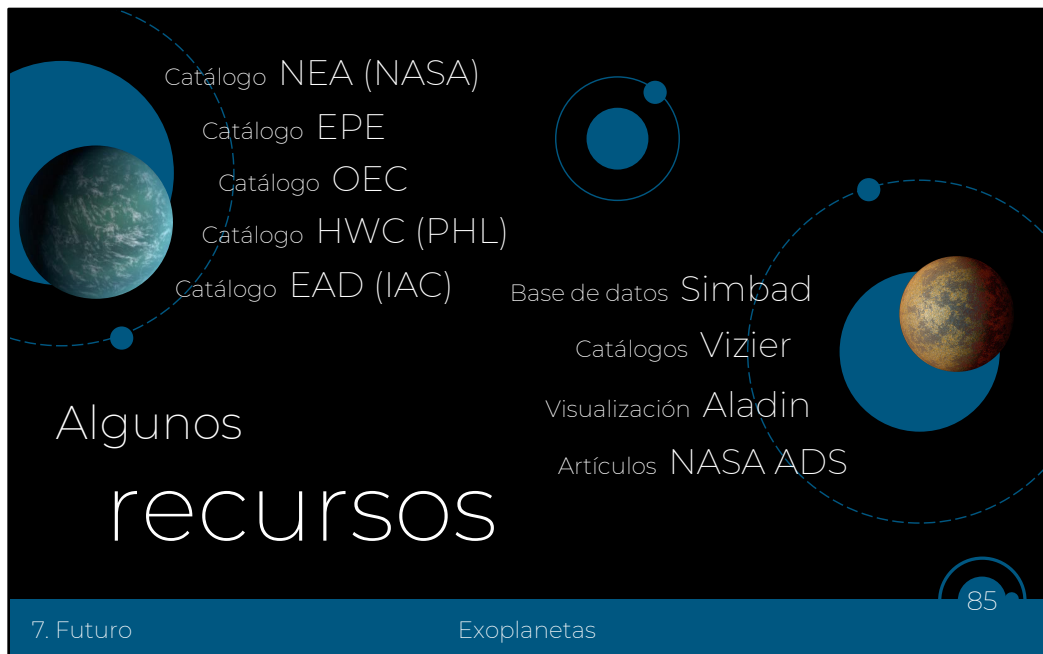 Catálogo NEA (NASA)
Catálogo EPE
Catálogo OEC
Catálogo HWC (PHL)
Catálogo EAD (IAC)
Base de datos Simbad
Catálogos Vizier
Visualización Aladin
Artículos NASA ADS
Algunos
recursos
85
7. Futuro
Exoplanetas